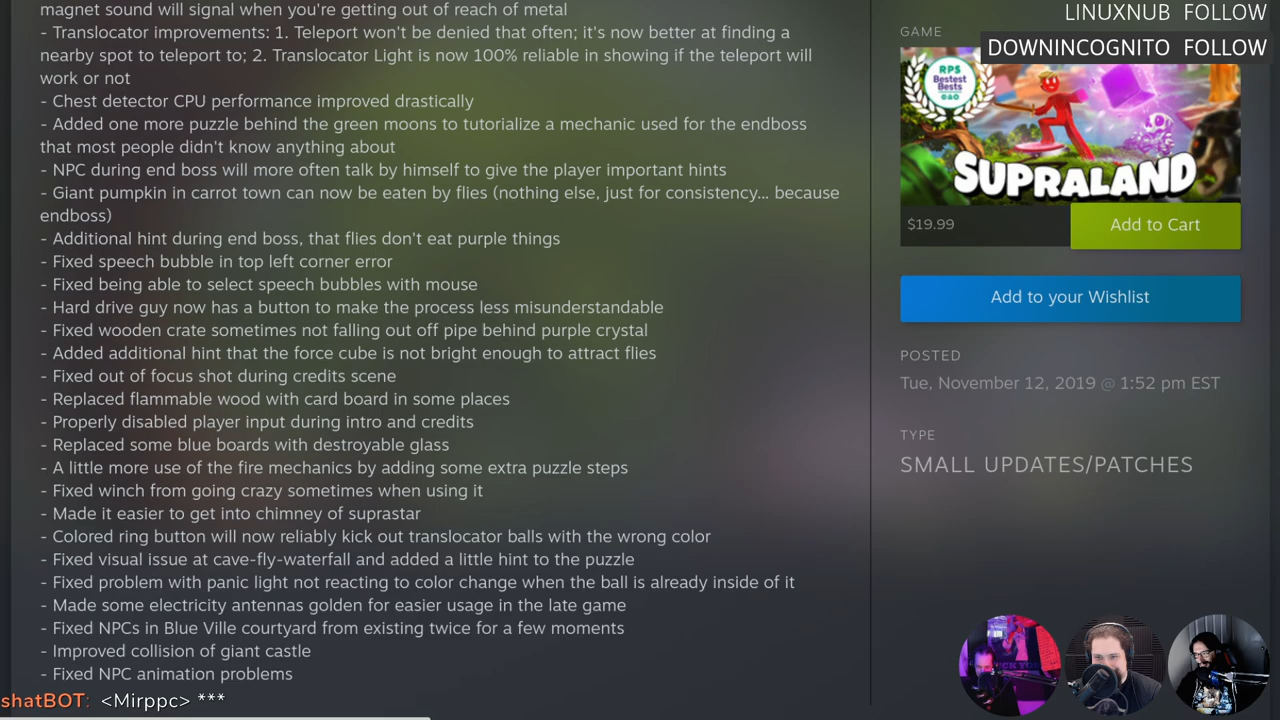 magnet sound will signal when you're getting out of reach of metal
- Translocator improvements: 1. Teleport won't be denied that often; it's now better at finding a
nearby spot to teleport to; 2. Translocator Light is now 100% reliable in showing if the teleport will
work or not
- Chest detector CPU performance improved drastically
- Added one more puzzle behind the green moons to tutorialize a mechanic used for the endboss
that most people didn't know anything about
- NPC during end boss will more often talk by himself to give the player important hints
- Giant pumpkin in carrot town can now be eaten by flies (nothing else, just for consistency... because
endboss)
- Additional hint during end boss, that flies don't eat purple things
- Fixed speech bubble in top left corner error
- Fixed being able to select speech bubbles with mouse
- Hard drive guy now has a button to make the process less misunderstandable
- Fixed wooden crate sometimes not falling out off pipe behind purple crystal
- Added additional hint that the force cube is not bright enough to attract flies
- Fixed out of focus shot during credits scene
- Replaced flammable wood with card board in some places
- Properly disabled player input during intro and credits
- Replaced some blue boards with destroyable glass
- A little more use of the fire mechanics by adding some extra puzzle steps
- Fixed winch from going crazy sometimes when using it
- Made it easier to get into chimney of suprastar
- Colored ring button will now reliably kick out translocator balls with the wrong color
- Fixed visual issue at cave-fly-waterfall and added a little hint to the puzzle
- Fixed problem with panic light not reacting to color change when the ball is already inside of it
- Made some electricity antennas golden for easier usage in the late game
- Fixed NPCs in Blue Ville courtyard from existing twice for a few moments
- Improved collision of giant castle
- Fixed NPC animation problems
shatBOT: <Mirppc> ***
LINUXNUB FOLLOW
DOWNINCOGNITO FOLLOW
GAME
RPS
Bestest
Bests
SUPRALAND
$19.99
Add to Cart
Add to your Wishlist
POSTED
Tue, November 12, 2019 @ 1:52 pm EST
TYPE
SMALL UPDATES/PATCHES